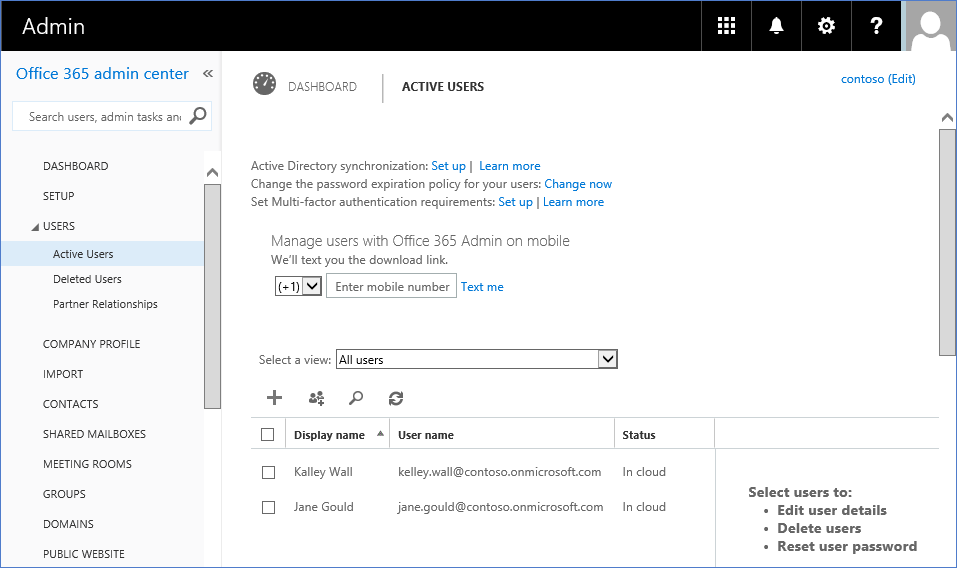 Admin
?
Office 365 admin center «
Search users, admin tasks an
DASHBOARD
SETUP
USERS
Active Users
Deleted Users
Partner Relationships
COMPANY PROFILE
IMPORT
CONTACTS
SHARED MAILBOXES
MEETING ROOMS
GROUPS
DOMAINS
PUBLIC WEBSITE
DASHBOARD ACTIVE USERS
contoso (Edit)
Active Directory synchronization: Set up | Learn more
Change the password expiration policy for your users: Change now
Set Multi-factor authentication requirements: Set up | Learn more
Manage users with Office 365 Admin on mobile
We'll text you the download link.
(+1) Enter mobile number Text me
Select a view: All users
Display name User name Status
Kalley Wall kelley.wall@contoso.onmicrosoft.com In cloud
Jane Gould jane.gould@contoso.onmicrosoft.com In cloud
Select users to:
• Edit user details
• Delete users
• Reset user password